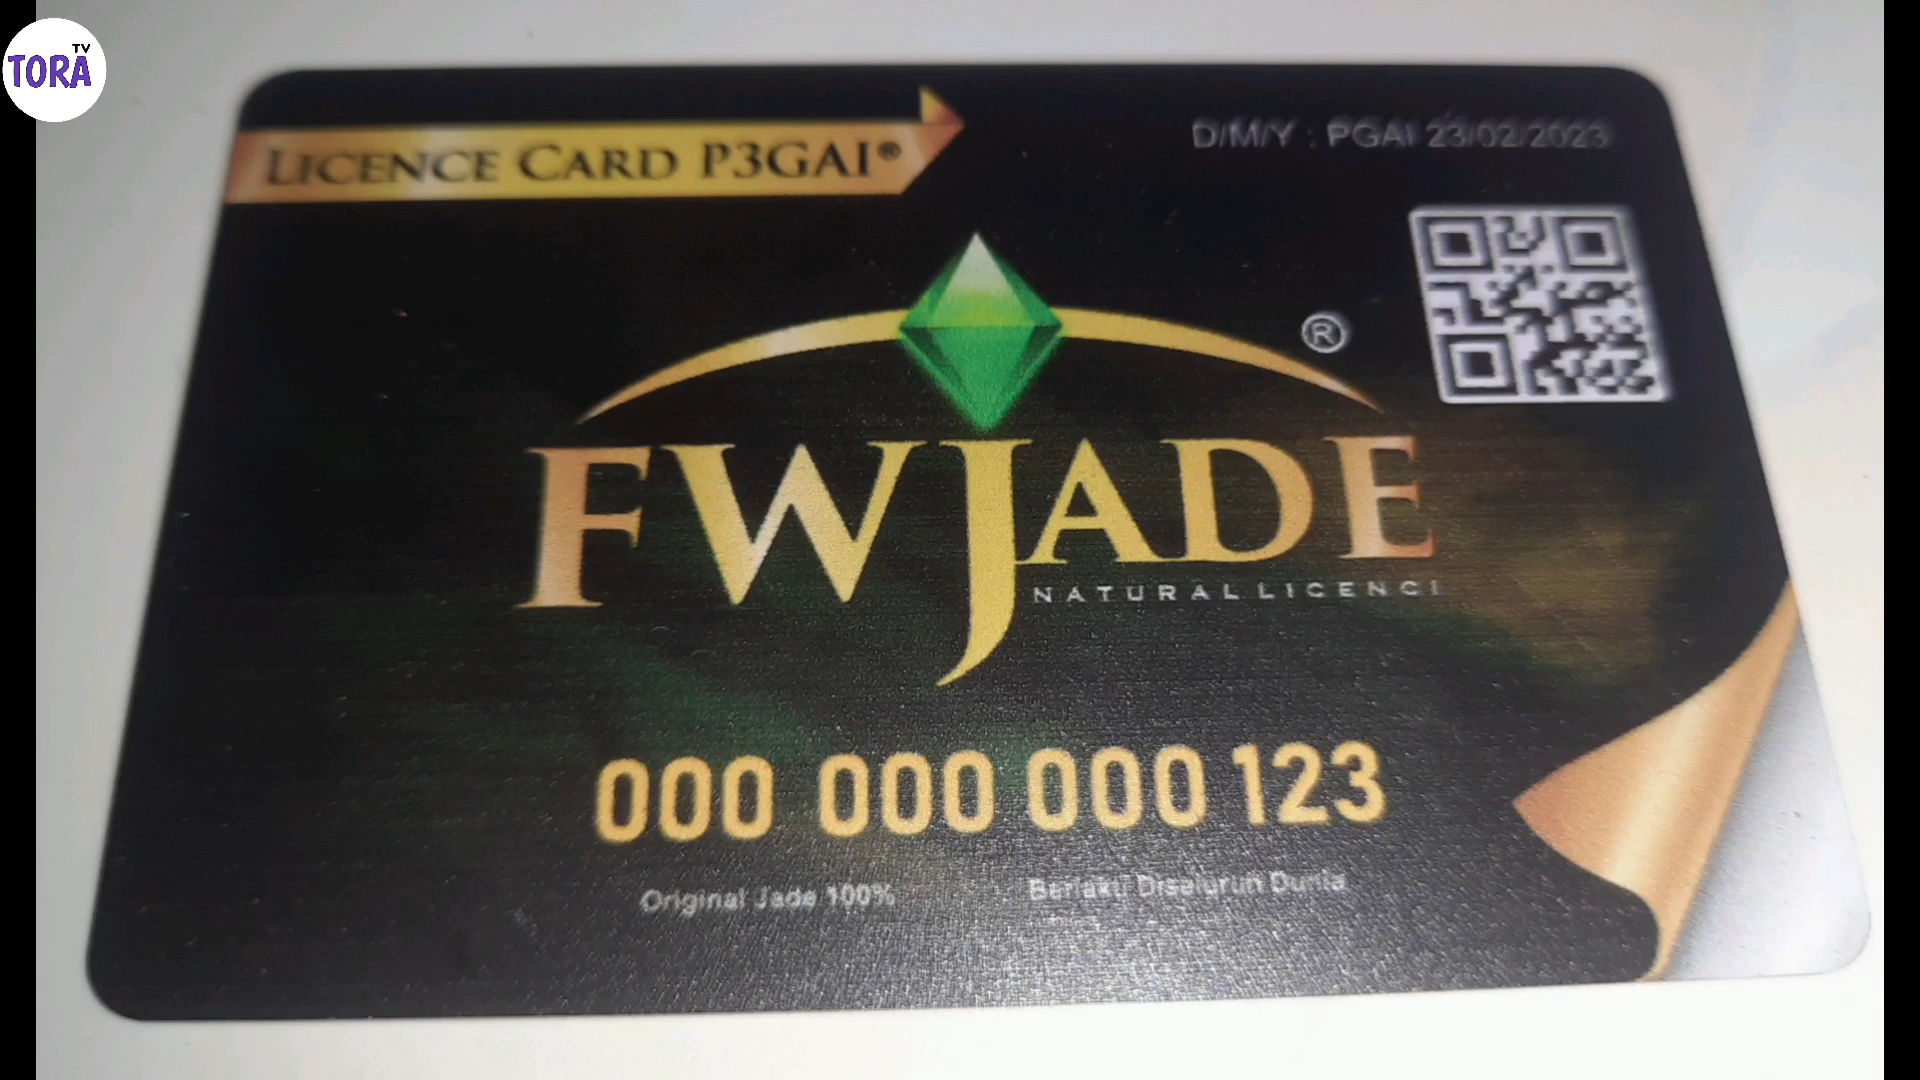 TORA TV
LICENCE CARD P3GAI®
D/M/Y : PGAI 23/02/2023
®
FWJADE
NATURAL LICENCI
000 000 000 123
Original Jade 100%
Berlaku Diseluruh Dunia